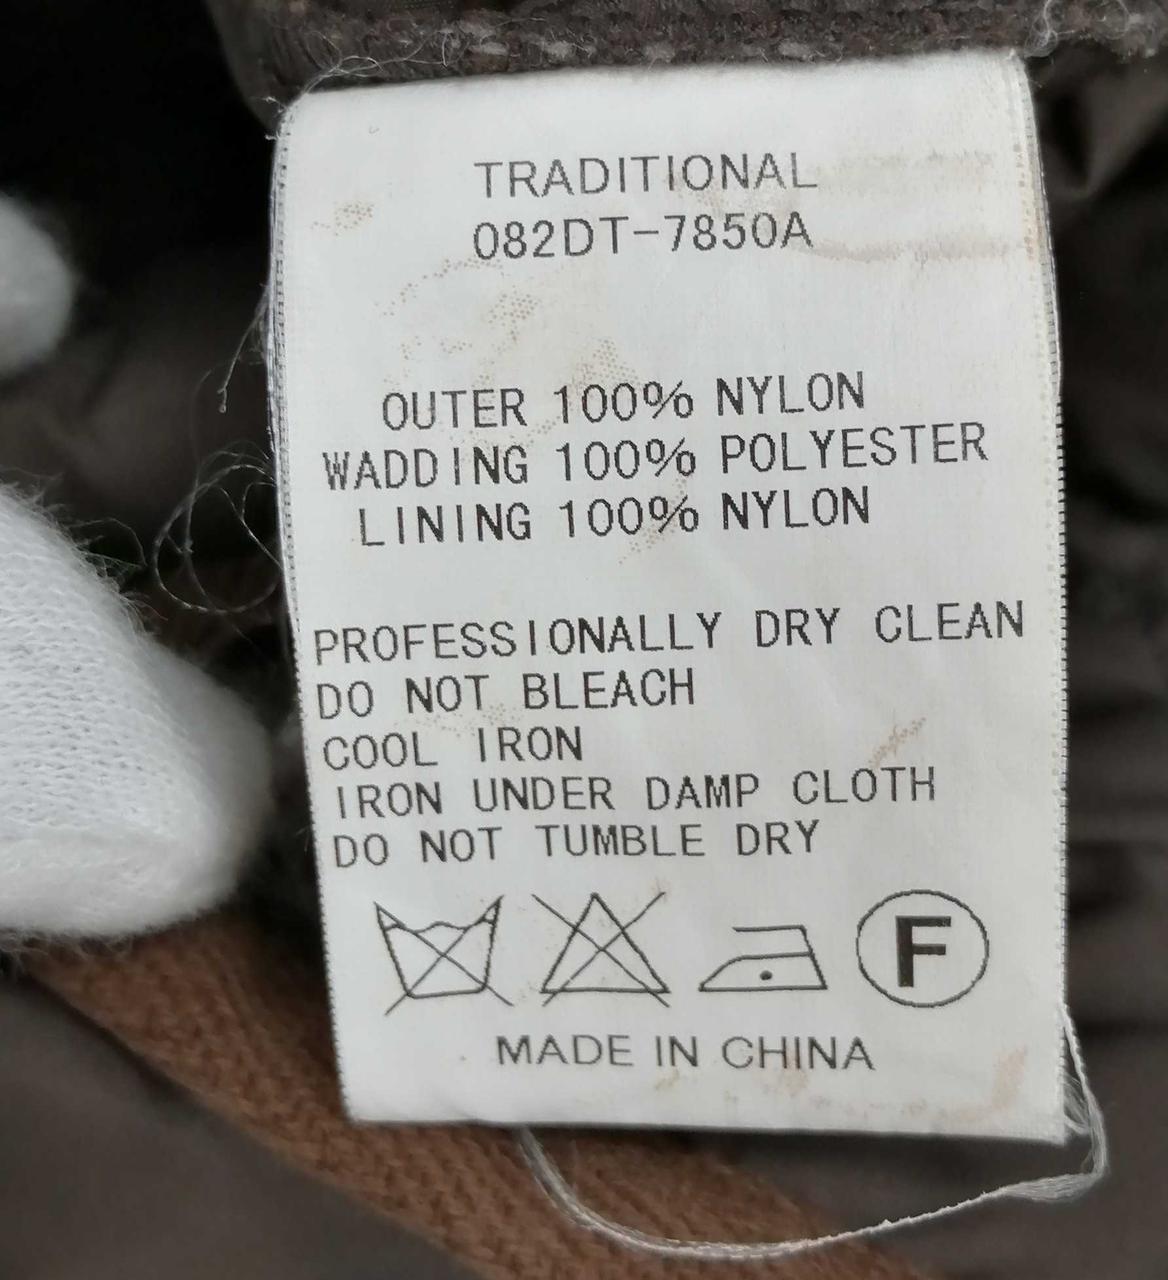 TRADITIONAL
082DT-7850A
OUTER 100% NYLON
WADDING 100% POLYESTER
LINING 100% NYLON
PROFESSIONALLY DRY CLEAN
DO NOT BLEACH
COOL IRON
IRON UNDER DAMP CLOTH
DO NOT TUMBLE DRY
F
MADE IN CHINA